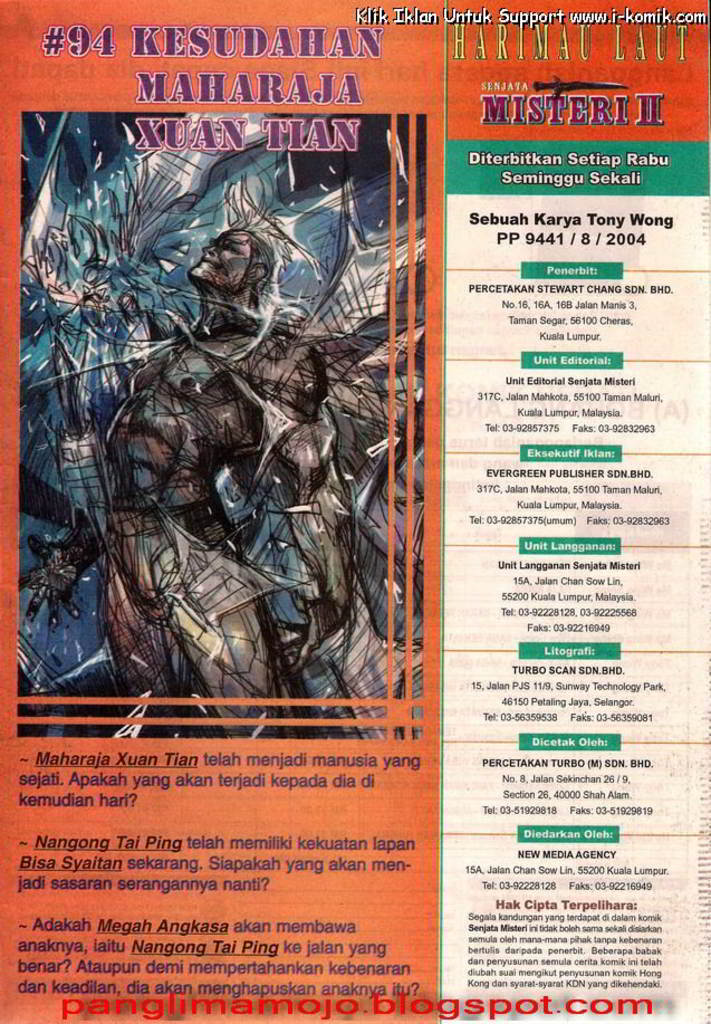 Klik Iklan Untuk Support www.i-komik.com
#94 KESUDAHAN
MAHARAJA
XUAN TIAN
~ Maharaja Xuan Tian telah menjadi manusia yang
sejati. Apakah yang akan terjadi kepada dia di
kemudian hari?
~ Nangong Tai Ping telah memiliki kekuatan lapan
Bisa Syaitan sekarang. Siapakah yang akan men-
jadi sasaran serangannya nanti?
~ Adakah Megah Angkasa akan membawa
anaknya, iaitu Nangong Tai Ping ke jalan yang
benar? Ataupun demi mempertahankan kebenaran
dan keadilan, dia akan menghapuskan anaknya itu?
HARIMAU LAUT
SENJATA
MISTERI II
Diterbitkan Setiap Rabu
Seminggu Sekali
Sebuah Karya Tony Wong
PP 9441 / 8 / 2004
Penerbit:
PERCETAKAN STEWART CHANG SDN. BHD.
No.16, 16A, 16B Jalan Manis 3,
Taman Segar, 56100 Cheras,
Kuala Lumpur.
Unit Editorial:
Unit Editorial Senjata Misteri
317C, Jalan Mahkota, 55100 Taman Maluri,
Kuala Lumpur, Malaysia.
Tel: 03-92857375 Faks: 03-92832963
Eksekutif Iklan:
EVERGREEN PUBLISHER SDN.BHD.
317C, Jalan Mahkota, 55100 Taman Maluri,
Kuala Lumpur, Malaysia.
Tel: 03-92857375(umum) Faks: 03-92832963
Unit Langganan:
Unit Langganan Senjata Misteri
15A, Jalan Chan Sow Lin,
55200 Kuala Lumpur, Malaysia.
Tel: 03-92228128, 03-92225568
Faks: 03-92216949
Litografi:
TURBO SCAN SDN.BHD.
15, Jalan PJS 11/9, Sunway Technology Park,
46150 Petaling Jaya, Selangor.
Tel: 03-56359538 Faks: 03-56359081
Dicetak Oleh:
PERCETAKAN TURBO (M) SDN. BHD.
No. 8, Jalan Sekinchan 26 / 9,
Section 26, 40000 Shah Alam.
Tel: 03-51929818 Faks: 03-51929819
Diedarkan Oleh:
NEW MEDIA AGENCY
15A, Jalan Chan Sow Lin, 55200 Kuala Lumpur.
Tel: 03-92228128 Faks: 03-92216949
Hak Cipta Terpelihara:
Segala kandungan yang terdapat di dalam komik
Senjata Misteri ini tidak boleh sama sekali disiarkan
semula oleh mana-mana pihak tanpa kebenaran
bertulis daripada penerbit. Beberapa babak
dan penyusunan semula cerita komik ini telah
diubah suai mengikut penyusunan komik Hong
Kong dan syarat-syarat KDN yang dikehendaki.
panglimamojo.blogspot.com